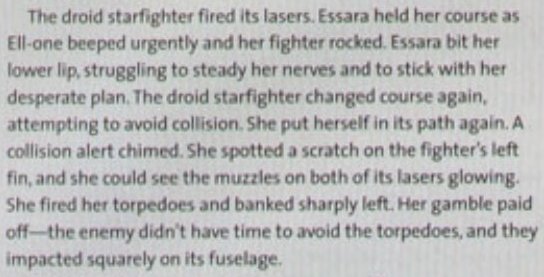 The droid starfighter fired its lasers. Essara held her course as
Ell-one beeped urgently and her fighter rocked. Essara bit her
lower lip, struggling to steady her nerves and to stick with her
desperate plan. The droid starfighter changed course again,
attempting to avoid collision. She put herself in its path again. A
collision alert chimed. She spotted a scratch on the fighter's left
fin, and she could see the muzzles on both of its lasers glowing.
She fired her torpedoes and banked sharply left. Her gamble paid
off—the enemy didn't have time to avoid the torpedoes, and they
impacted squarely on its fuselage.